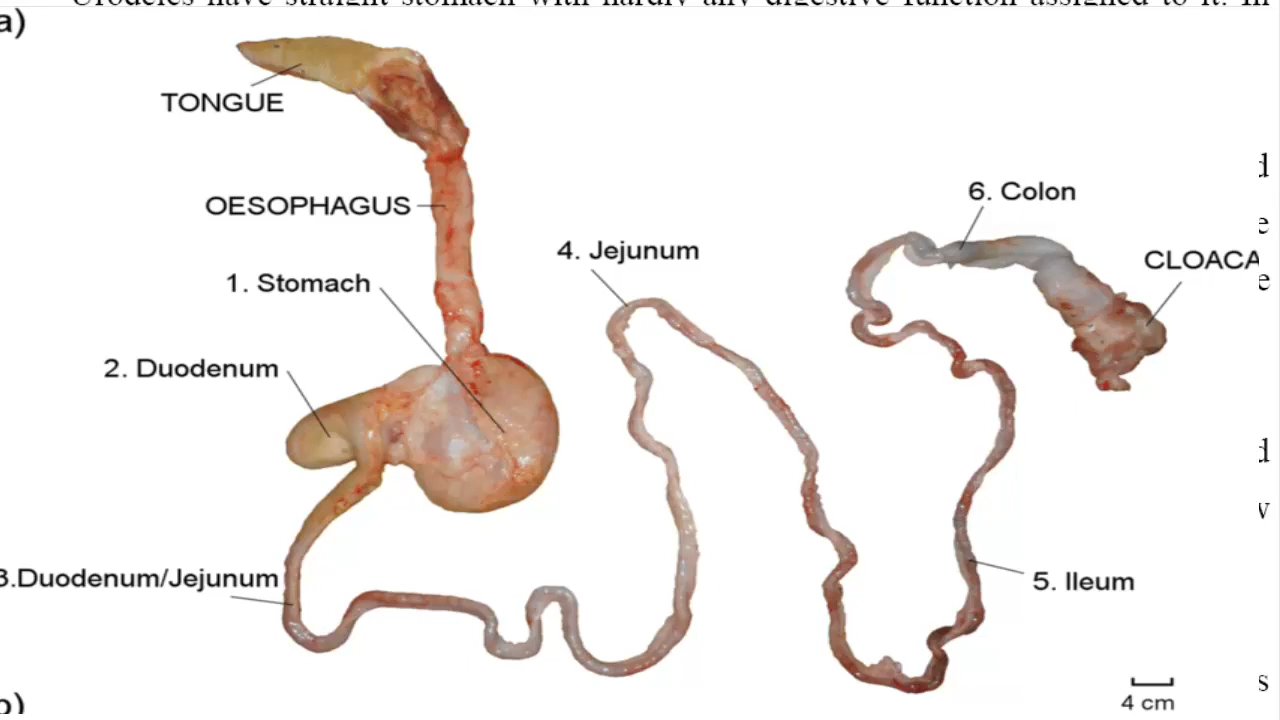 a)
TONGUE
OESOPHAGUS
6. Colon
4. Jejunum
CLOACA
1. Stomach
2. Duodenum
3.Duodenum/Jejunum
5. Ileum
4 cm